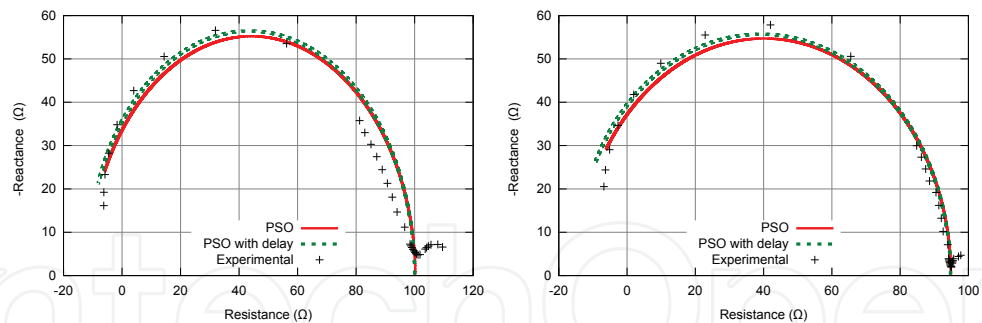 60
50
40
30
20
10
0
-Reactance (Ω)
PSO
PSO with delay
Experimental
-20 0 20 40 60 80 100 120
Resistance (Ω)
60
50
40
30
20
10
0
-Reactance (Ω)
PSO
PSO with delay
Experimental
-20 0 20 40 60 80 100
Resistance (Ω)